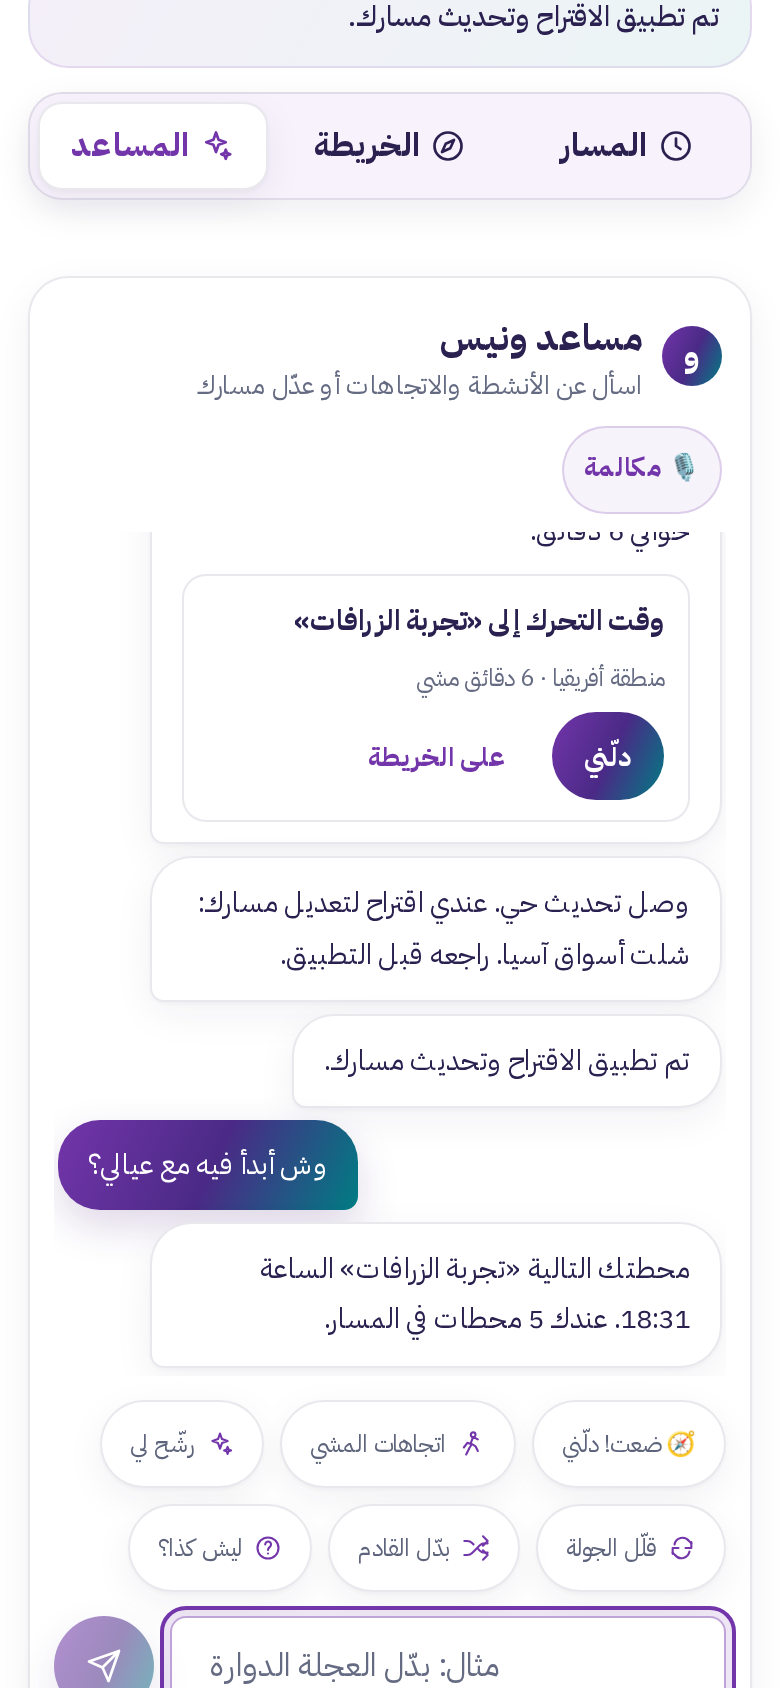 تم تطبيق الاقتراح وتحديث مسارك.
المسار
الخريطة
المساعد
و
مساعد ونيس
اسأل عن الأنشطة والاتجاهات أو عدّل مسارك
مكالمة
حوالي 6 دقائق.
وقت التحرك إلى «تجربة الزرافات»
منطقة أفريقيا · 6 دقائق مشي
دلّني
على الخريطة
وصل تحديث حي. عندي اقتراح لتعديل مسارك:
شلت أسواق آسيا. راجعه قبل التطبيق.
تم تطبيق الاقتراح وتحديث مسارك.
وش أبدأ فيه مع عيالي؟
محطتك التالية «تجربة الزرافات» الساعة
18:31. عندك 5 محطات في المسار.
ضعت! دلّني
اتجاهات المشي
رشّح لي
قلّل الجولة
بدّل القادم
ليش كذا؟
مثال: بدّل العجلة الدوارة